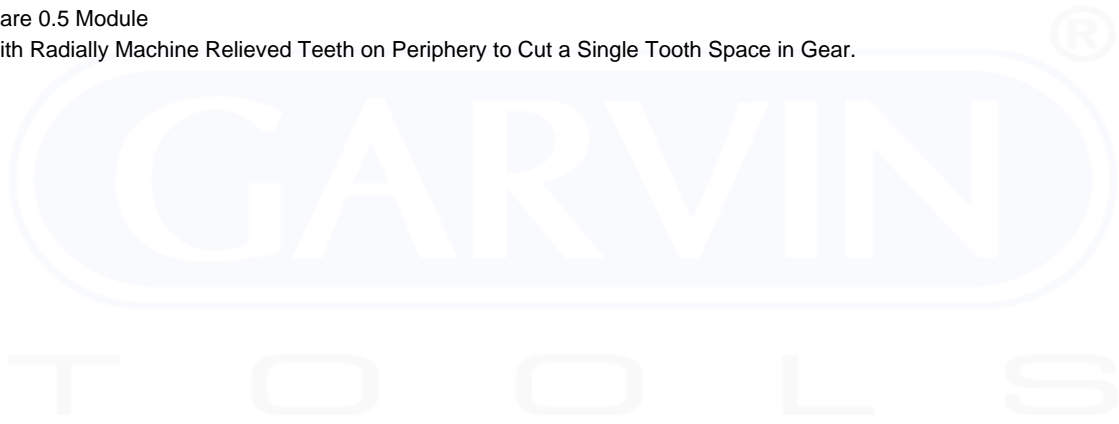 are 0.5 Module
ith Radially Machine Relieved Teeth on Periphery to Cut a Single Tooth Space in Gear.
®
GARVIN
TOOLS